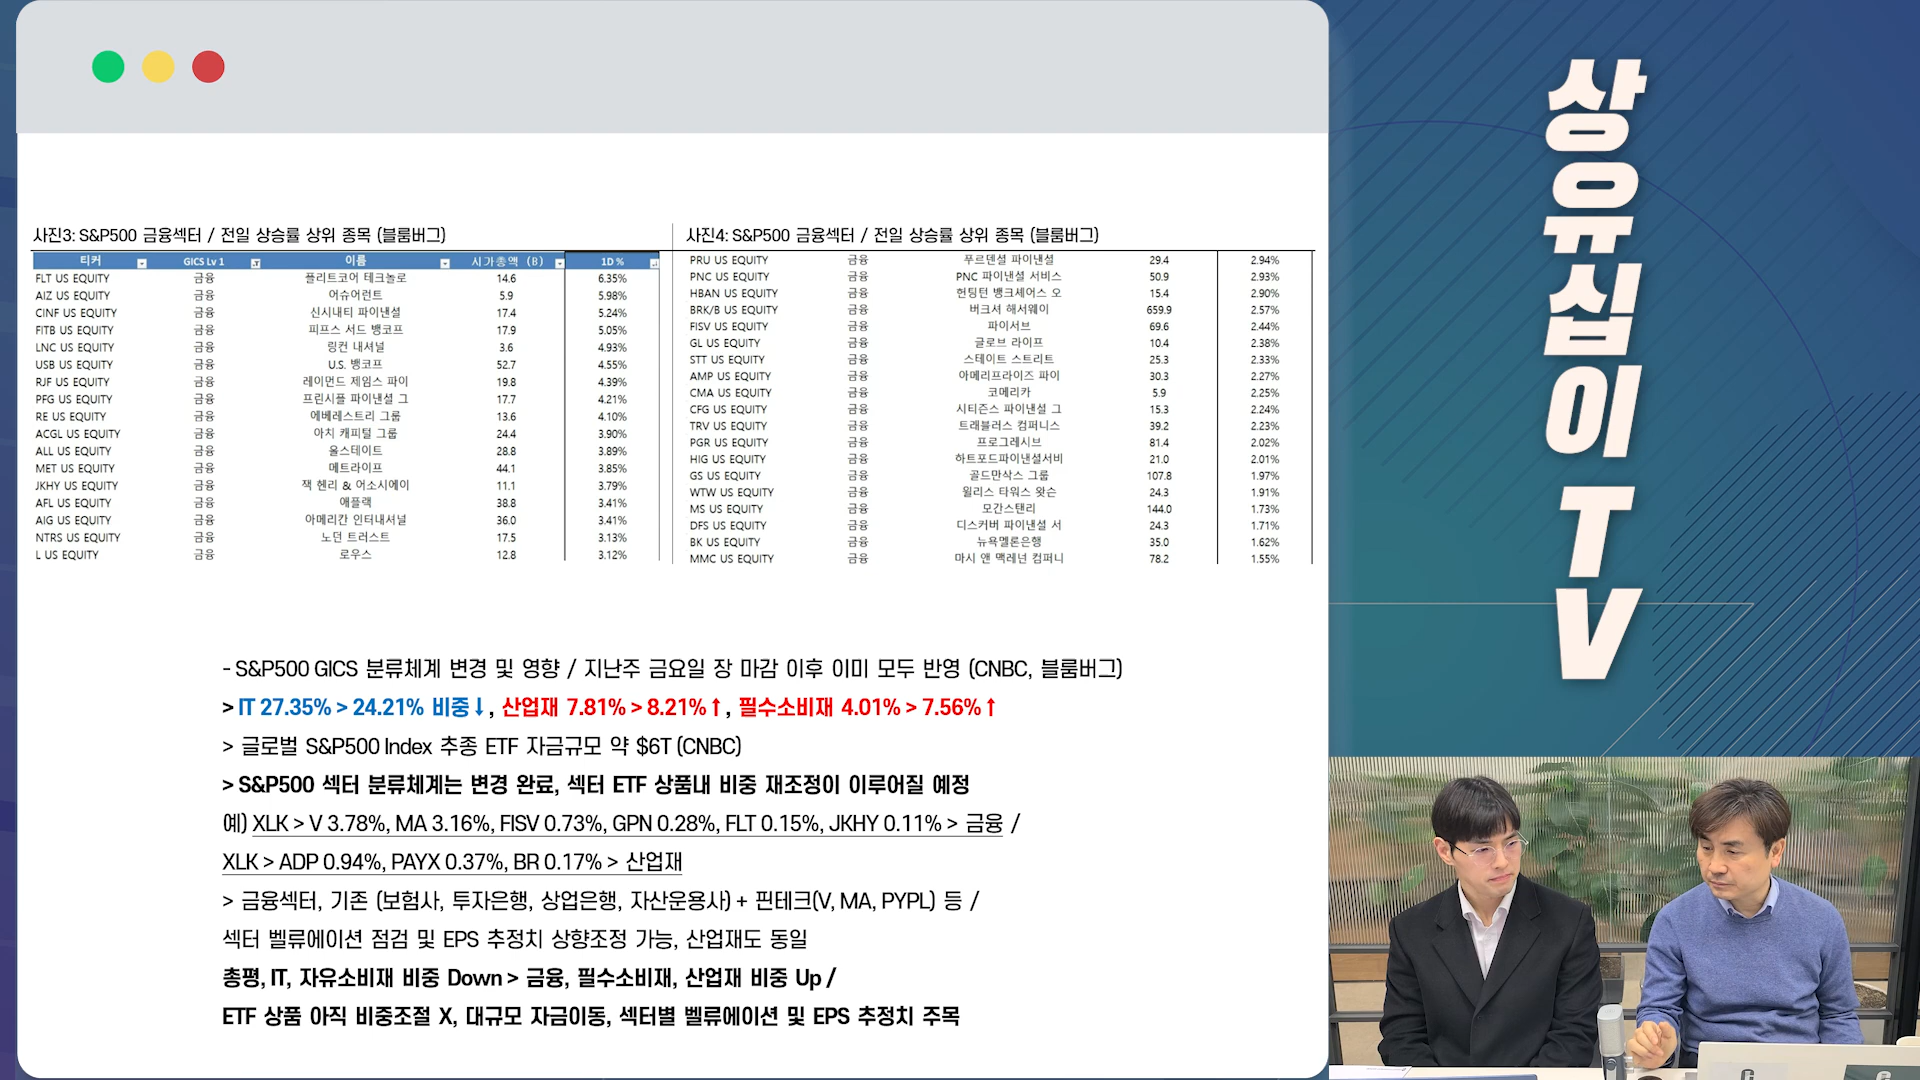 사진3: S&P500 금융섹터 / 전일 상승률 상위 종목 (블룸버그)
티커 GICS Lv 1 이름 시가총액 (B) 1D %
FLT US EQUITY 금융 플리트코어 테크놀로 14.6 6.35%
AIZ US EQUITY 금융 어슈어런트 5.9 5.98%
CINF US EQUITY 금융 신시내티 파이낸셜 17.4 5.24%
FITB US EQUITY 금융 피프스 서드 뱅코프 17.9 5.05%
LNC US EQUITY 금융 링컨 내셔널 3.6 4.93%
USB US EQUITY 금융 U.S. 뱅코프 52.7 4.55%
RJF US EQUITY 금융 레이먼드 제임스 파이 19.8 4.39%
PFG US EQUITY 금융 프린시플 파이낸셜 그 17.7 4.21%
RE US EQUITY 금융 에베레스트리 그룹 13.6 4.10%
ACGL US EQUITY 금융 아치 캐피털 그룹 24.4 3.90%
ALL US EQUITY 금융 올스테이트 28.8 3.89%
MET US EQUITY 금융 메트라이프 44.1 3.85%
JKHY US EQUITY 금융 잭 헨리 & 어소시에이 11.1 3.79%
AFL US EQUITY 금융 애플랙 38.8 3.41%
AIG US EQUITY 금융 아메리칸 인터내셔널 36.0 3.41%
NTRS US EQUITY 금융 노던 트러스트 17.5 3.13%
L US EQUITY 금융 로우스 12.8 3.12%
사진4: S&P500 금융섹터 / 전일 상승률 상위 종목 (블룸버그)
PRU US EQUITY 금융 푸르덴셜 파이낸셜 29.4 2.94%
PNC US EQUITY 금융 PNC 파이낸셜 서비스 50.9 2.93%
HBAN US EQUITY 금융 헌팅턴 뱅크셰어스 오 15.4 2.90%
BRK/B US EQUITY 금융 버크셔 해서웨이 659.9 2.57%
FISV US EQUITY 금융 파이서브 69.6 2.44%
GL US EQUITY 금융 글로브 라이프 10.4 2.38%
STT US EQUITY 금융 스테이트 스트리트 25.3 2.33%
AMP US EQUITY 금융 아메리프라이즈 파이 30.3 2.27%
CMA US EQUITY 금융 코메리카 5.9 2.25%
CFG US EQUITY 금융 시티즌스 파이낸셜 그 15.3 2.24%
TRV US EQUITY 금융 트래블러스 컴퍼니스 39.2 2.23%
PGR US EQUITY 금융 프로그레시브 81.4 2.02%
HIG US EQUITY 금융 하트포드파이낸셜서비 21.0 2.01%
GS US EQUITY 금융 골드만삭스 그룹 107.8 1.97%
WTW US EQUITY 금융 윌리스 타워스 왓슨 24.3 1.91%
MS US EQUITY 금융 모간스탠리 144.0 1.73%
DFS US EQUITY 금융 디스커버 파이낸셜 서 24.3 1.71%
BK US EQUITY 금융 뉴욕멜론은행 35.0 1.62%
MMC US EQUITY 금융 마시 앤 맥레넌 컴퍼니 78.2 1.55%
- S&P500 GICS 분류체계 변경 및 영향 / 지난주 금요일 장 마감 이후 이미 모두 반영 (CNBC, 블룸버그)
> IT 27.35% > 24.21% 비중↓, 산업재 7.81% > 8.21%↑, 필수소비재 4.01% > 7.56%↑
> 글로벌 S&P500 Index 추종 ETF 자금규모 약 $6T (CNBC)
> S&P500 섹터 분류체계는 변경 완료, 섹터 ETF 상품내 비중 재조정이 이루어질 예정
예) XLK > V 3.78%, MA 3.16%, FISV 0.73%, GPN 0.28%, FLT 0.15%, JKHY 0.11% > 금융 /
XLK > ADP 0.94%, PAYX 0.37%, BR 0.17% > 산업재
> 금융섹터, 기존 (보험사, 투자은행, 상업은행, 자산운용사) + 핀테크(V, MA, PYPL) 등 /
섹터 벨류에이션 점검 및 EPS 추정치 상향조정 가능, 산업재도 동일
총평, IT, 자유소비재 비중 Down > 금융, 필수소비재, 산업재 비중 Up /
ETF 상품 아직 비중조절 X, 대규모 자금이동, 섹터별 벨류에이션 및 EPS 추정치 주목
상유십이 TV